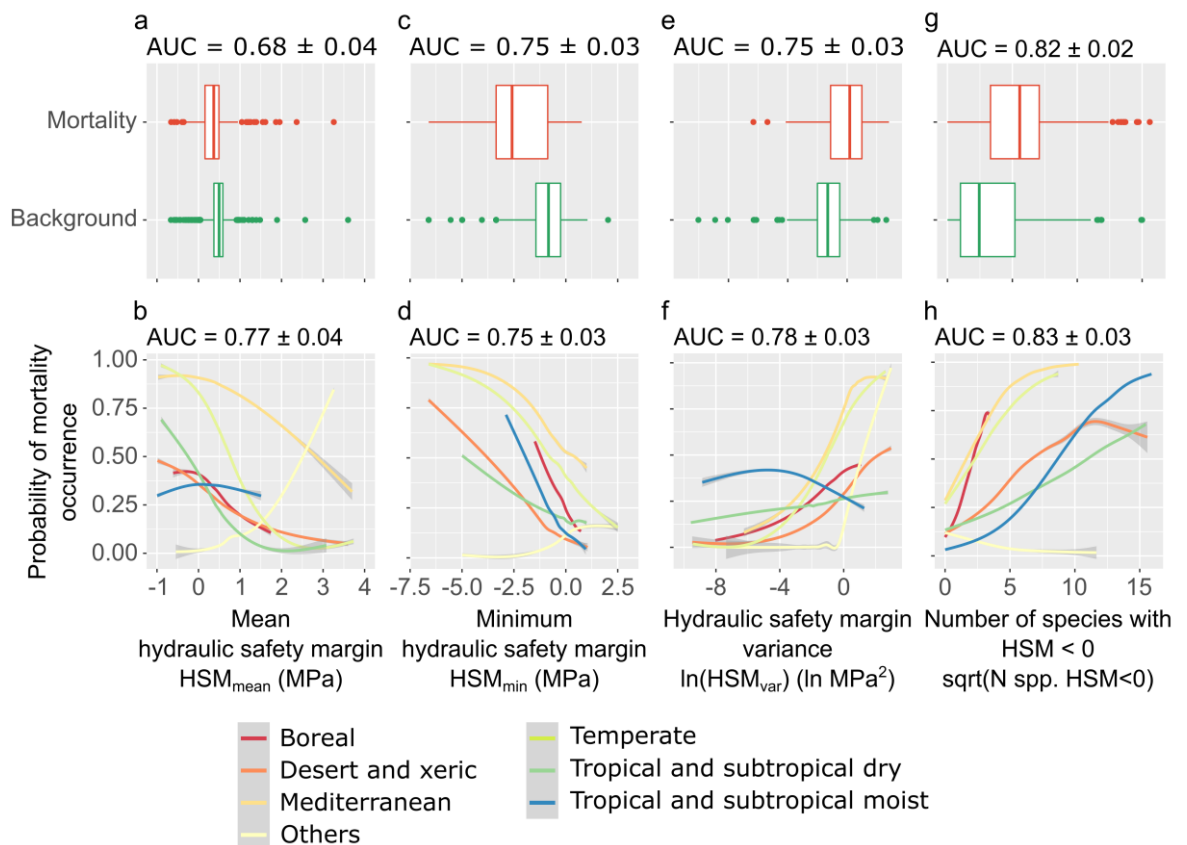 a
AUC = 0.68 ± 0.04
c
AUC = 0.75 ± 0.03
e
AUC = 0.75 ± 0.03
g
AUC = 0.82 ± 0.02
Mortality
Background
b
AUC = 0.77 ± 0.04
d
AUC = 0.75 ± 0.03
f
AUC = 0.78 ± 0.03
h
AUC = 0.83 ± 0.03
Probability of mortality
occurrence
1.00
0.75
0.50
0.25
0.00
-1 0 1 2 3 4
-7.5 -5.0 -2.5 0.0 2.5
-8 -4 0
0 5 10 15
Mean
hydraulic safety margin
HSMmean (MPa)
Minimum
hydraulic safety margin
HSMmin (MPa)
Hydraulic safety margin
variance
ln(HSMvar) (ln MPa²)
Number of species with
HSM < 0
sqrt(N spp. HSM<0)
Boreal
Desert and xeric
Mediterranean
Others
Temperate
Tropical and subtropical dry
Tropical and subtropical moist